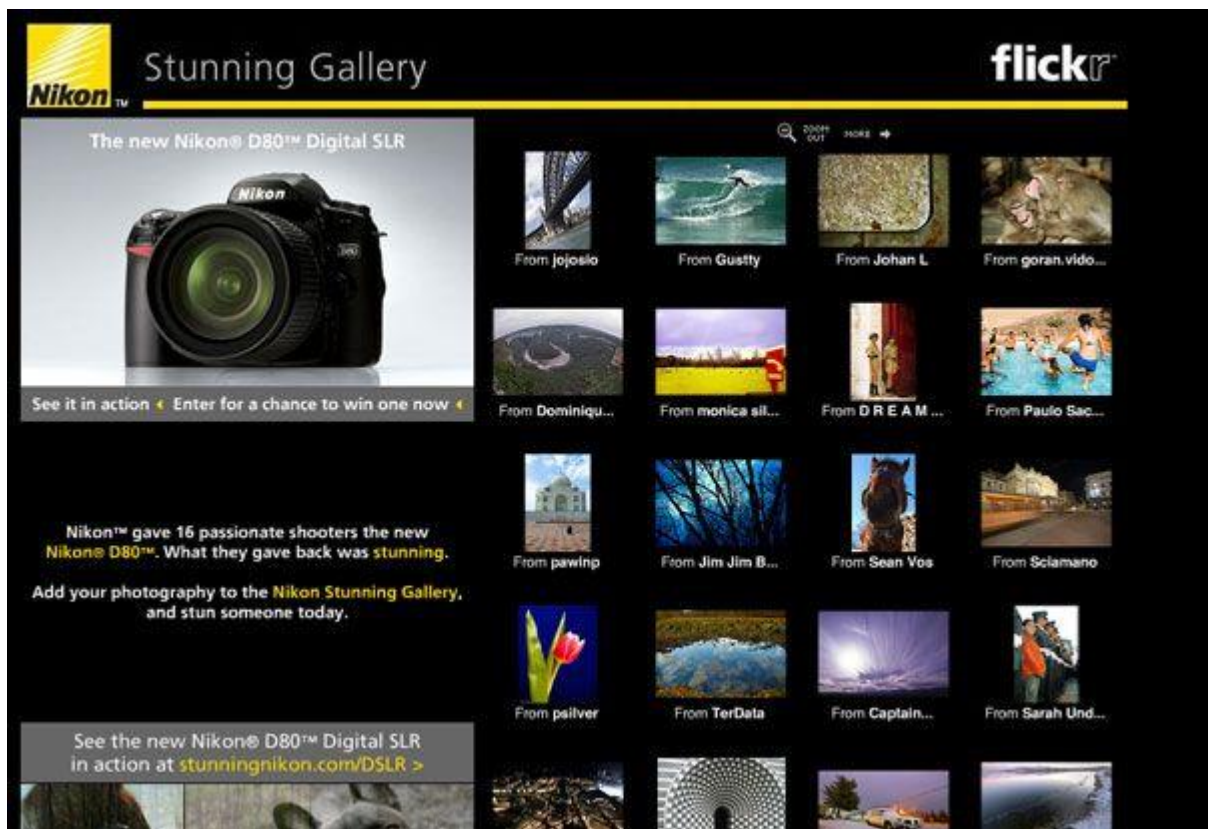 Nikon™
Stunning Gallery
flickr
The new Nikon® D80™ Digital SLR
Nikon
D80
See it in action
Enter for a chance to win one now
Nikon™ gave 16 passionate shooters the new
Nikon® D80™. What they gave back was stunning.
Add your photography to the Nikon Stunning Gallery,
and stun someone today.
See the new Nikon® D80™ Digital SLR
in action at stunningnikon.com/DSLR >
ZOOM
OUT
MORE
From jojosio
From Gustty
From Johan L
From goran.vido...
From Dominiqu...
From monica sil...
From D R E A M ...
From Paulo Sac...
From pawinp
From Jim Jim B...
From Sean Vos
From Sciamano
From psilver
From TerData
From Captain...
From Sarah Und...